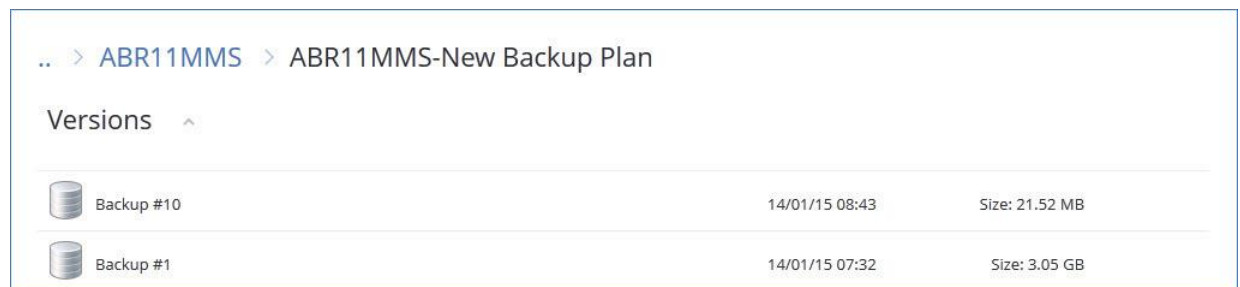 .. > ABR11MMS > ABR11MMS-New Backup Plan
Versions
Backup #10 14/01/15 08:43 Size: 21.52 MB
Backup #1 14/01/15 07:32 Size: 3.05 GB